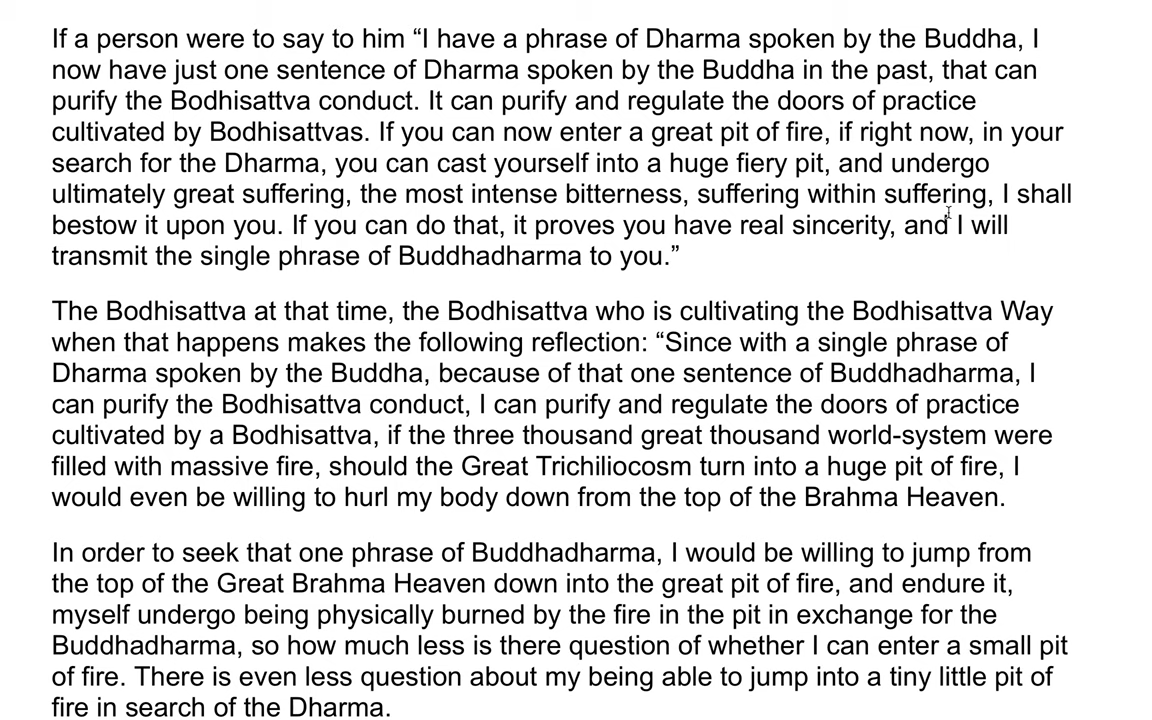 If a person were to say to him “I have a phrase of Dharma spoken by the Buddha, I
now have just one sentence of Dharma spoken by the Buddha in the past, that can
purify the Bodhisattva conduct. It can purify and regulate the doors of practice
cultivated by Bodhisattvas. If you can now enter a great pit of fire, if right now, in your
search for the Dharma, you can cast yourself into a huge fiery pit, and undergo
ultimately great suffering, the most intense bitterness, suffering within suffering, I shall
bestow it upon you. If you can do that, it proves you have real sincerity, and I will
transmit the single phrase of Buddhadharma to you.”
The Bodhisattva at that time, the Bodhisattva who is cultivating the Bodhisattva Way
when that happens makes the following reflection: “Since with a single phrase of
Dharma spoken by the Buddha, because of that one sentence of Buddhadharma, I
can purify the Bodhisattva conduct, I can purify and regulate the doors of practice
cultivated by a Bodhisattva, if the three thousand great thousand world-system were
filled with massive fire, should the Great Trichiliocosm turn into a huge pit of fire, I
would even be willing to hurl my body down from the top of the Brahma Heaven.
In order to seek that one phrase of Buddhadharma, I would be willing to jump from
the top of the Great Brahma Heaven down into the great pit of fire, and endure it,
myself undergo being physically burned by the fire in the pit in exchange for the
Buddhadharma, so how much less is there question of whether I can enter a small pit
of fire. There is even less question about my being able to jump into a tiny little pit of
fire in search of the Dharma.